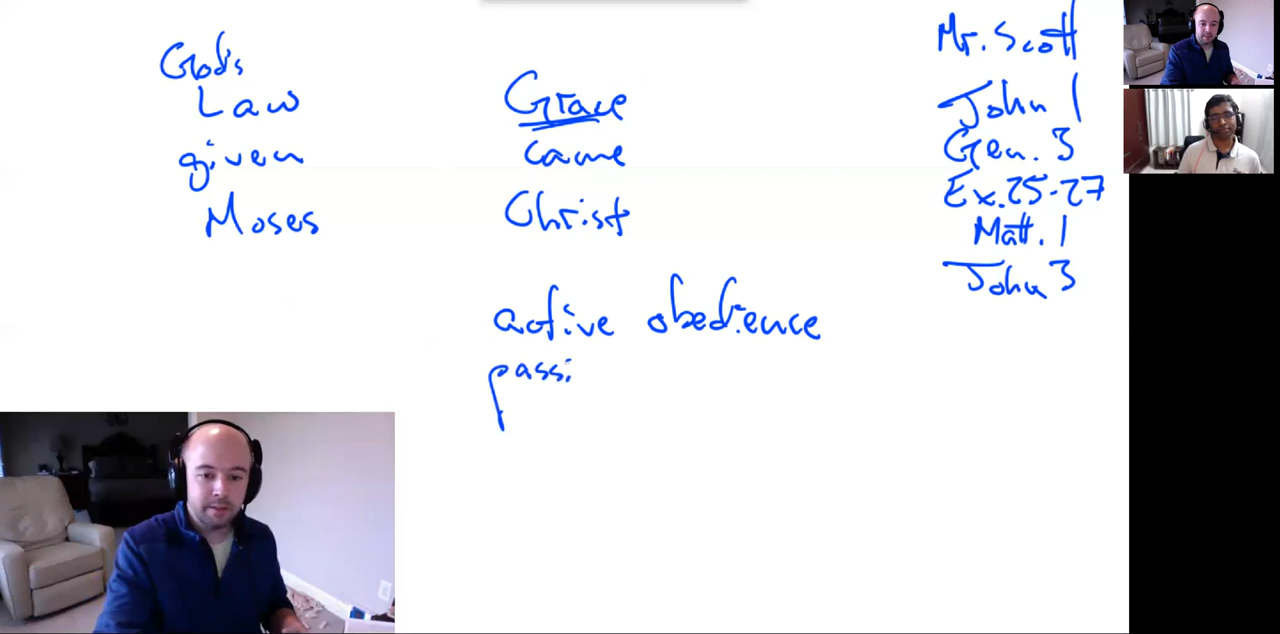 God's
Law
given
Moses
Grace
came
Christ
active obedience
passi
Mr. Scott
John 1
Gen. 3
Ex. 25-27
Matt. 1
John 3